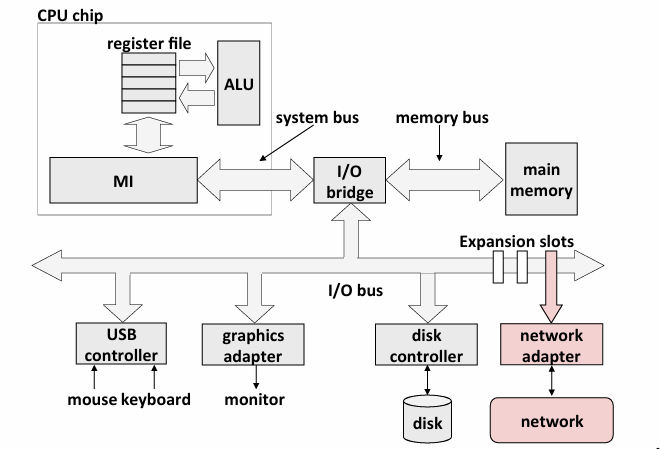 CPU chip
register file
ALU
system bus
memory bus
MI
I/O
bridge
main
memory
Expansion slots
I/O bus
USB
controller
graphics
adapter
disk
controller
network
adapter
mouse keyboard
monitor
disk
network